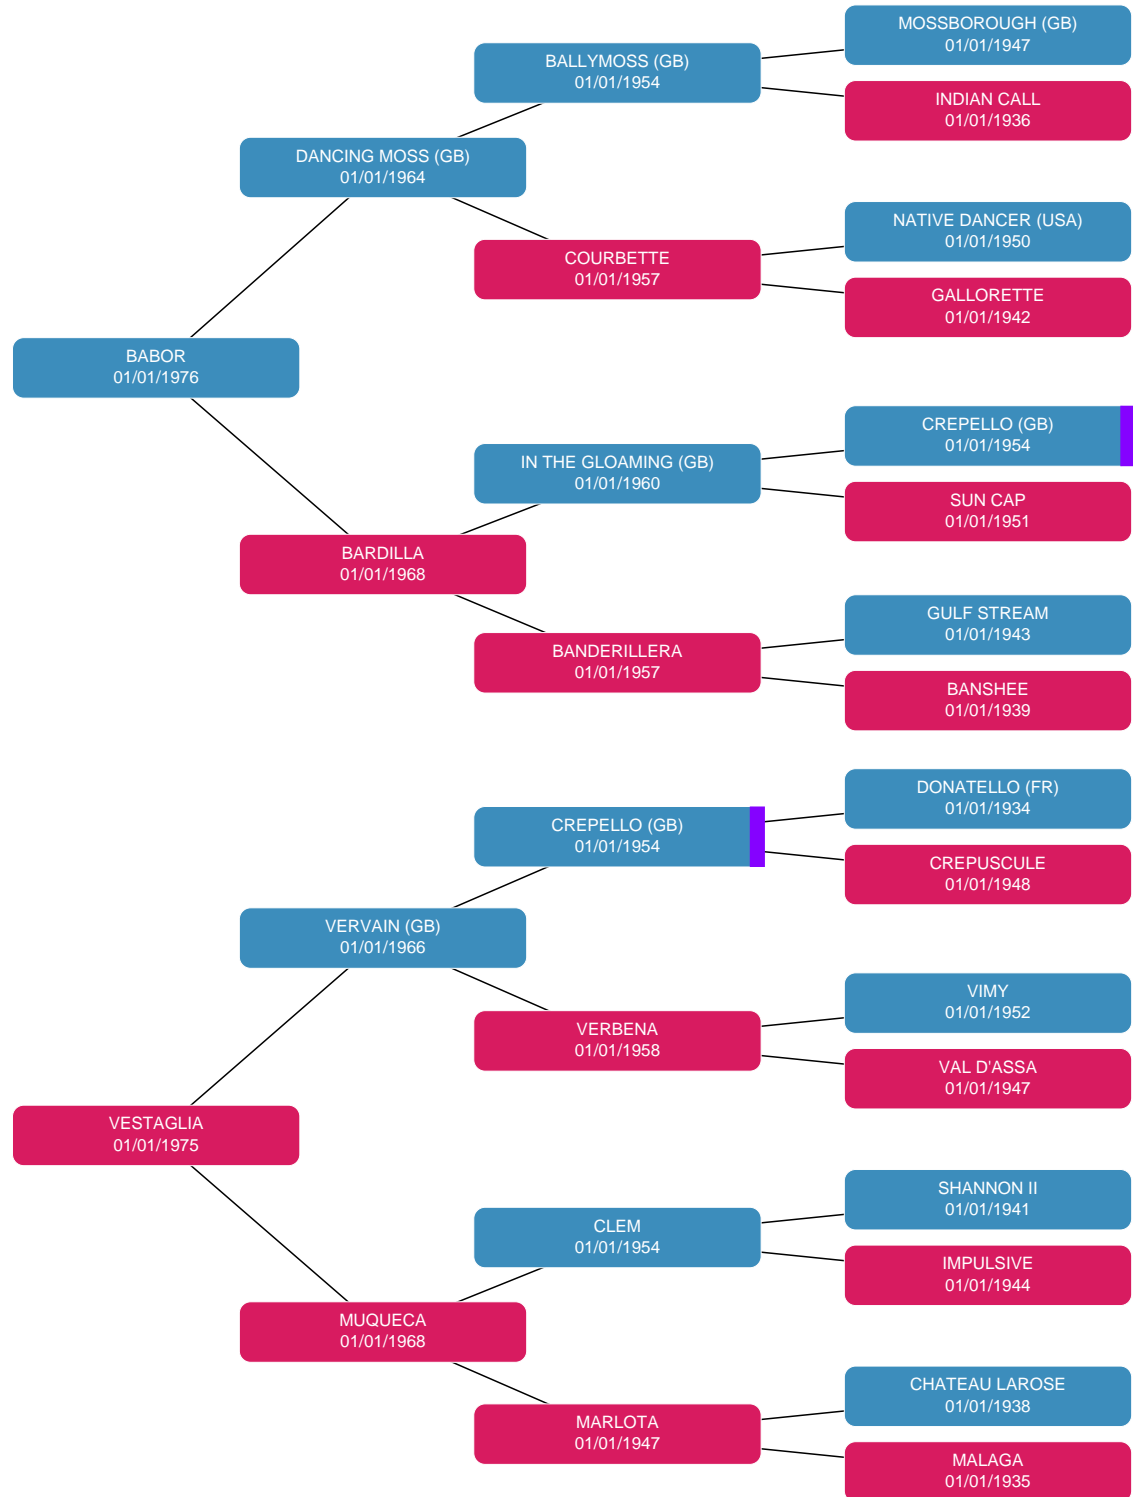 MOSSBOROUGH (GB)
01/01/1947
BALLYMOSS (GB)
01/01/1954
INDIAN CALL
01/01/1936
DANCING MOSS (GB)
01/01/1964
NATIVE DANCER (USA)
01/01/1950
COURBETTE
01/01/1957
GALLORETTE
01/01/1942
BABOR
01/01/1976
CREPELLO (GB)
01/01/1954
IN THE GLOAMING (GB)
01/01/1960
SUN CAP
01/01/1951
BARDILLA
01/01/1968
GULF STREAM
01/01/1943
BANDERILLERA
01/01/1957
BANSHEE
01/01/1939
DONATELLO (FR)
01/01/1934
CREPELLO (GB)
01/01/1954
CREPUSCULE
01/01/1948
VERVAIN (GB)
01/01/1966
VIMY
01/01/1952
VERBENA
01/01/1958
VAL D'ASSA
01/01/1947
VESTAGLIA
01/01/1975
SHANNON II
01/01/1941
CLEM
01/01/1954
IMPULSIVE
01/01/1944
MUQUECA
01/01/1968
CHATEAU LAROSE
01/01/1938
MARLOTA
01/01/1947
MALAGA
01/01/1935